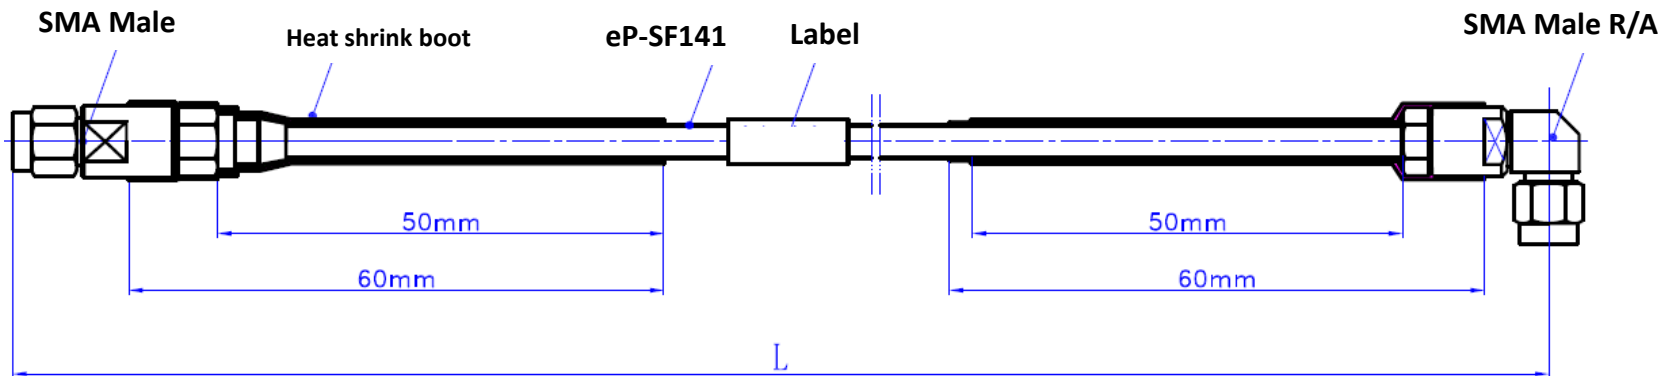 SMA Male
Heat shrink boot
eP-SF141
Label
SMA Male R/A
50mm
50mm
60mm
60mm
L